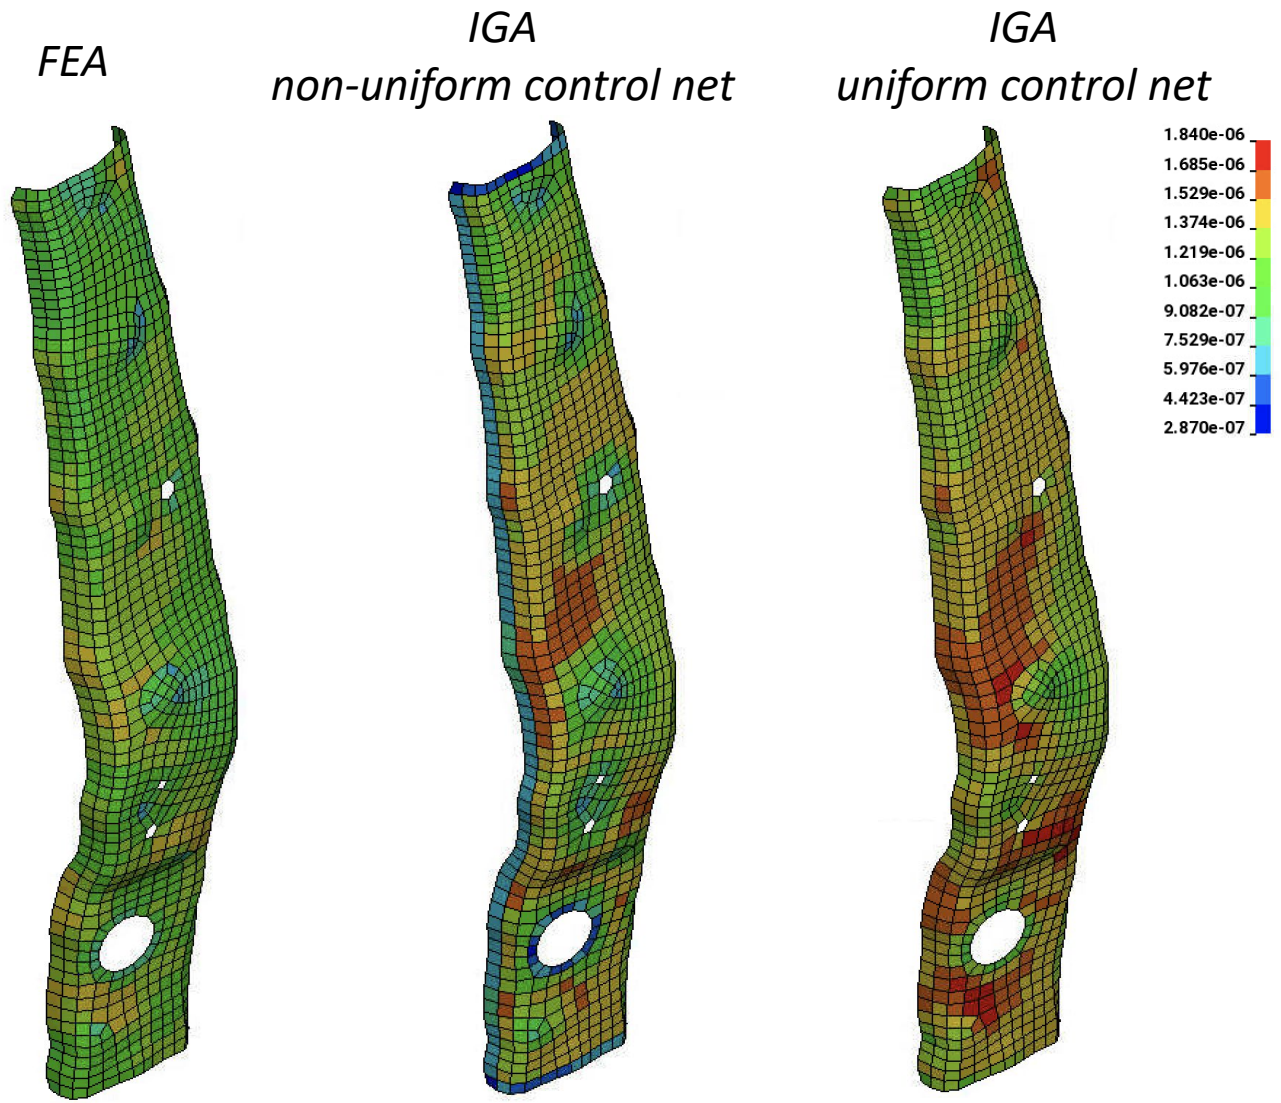 FEA
IGA
non-uniform control net
IGA
uniform control net
1.840e-06
1.685e-06
1.529e-06
1.374e-06
1.219e-06
1.063e-06
9.082e-07
7.529e-07
5.976e-07
4.423e-07
2.870e-07